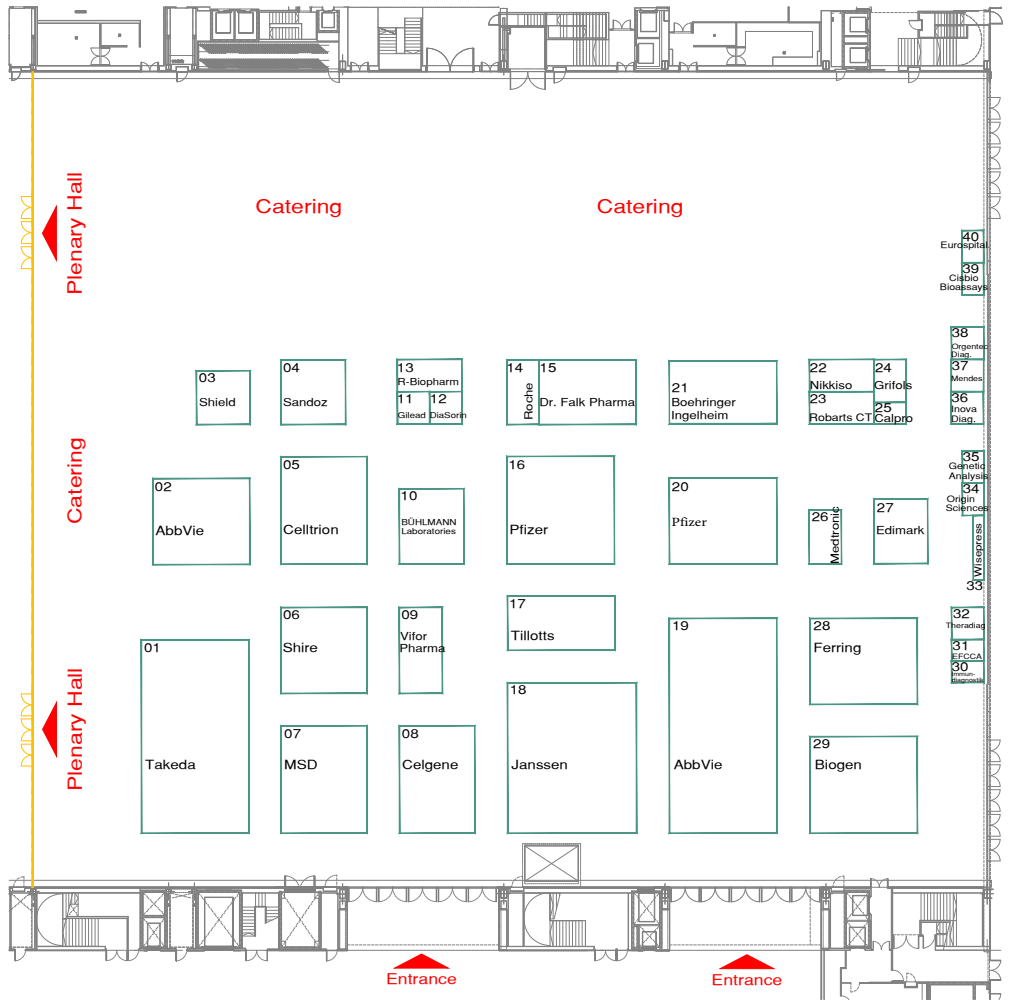 Plenary Hall
Catering
Catering
40
Eurospital
39
Cisbio
Bioassays
38
Orgentec
Diag.
37
Mendes
36
Inova
Diag.
03
Shield
04
Sandoz
13
R-Biopharm
11
Gilead
12
DiaSorin
14
Roche
15
Dr. Falk Pharma
21
Boehringer
Ingelheim
22
Nikkiso
23
Robarts CT
24
Grifols
25
Calpro
Catering
02
AbbVie
05
Celltrion
10
BÜHLMANN
Laboratories
16
Pfizer
20
Pfizer
26
Medtronic
27
Edimark
35
Genetic
Analysis
34
Origin
Sciences
Wisepress
33
01
Takeda
06
Shire
09
Vifor
Pharma
17
Tillotts
19
AbbVie
28
Ferring
32
Theradiag
31
EFCCA
30
Immun-
diagnostik
Plenary Hall
07
MSD
08
Celgene
18
Janssen
29
Biogen
Entrance
Entrance